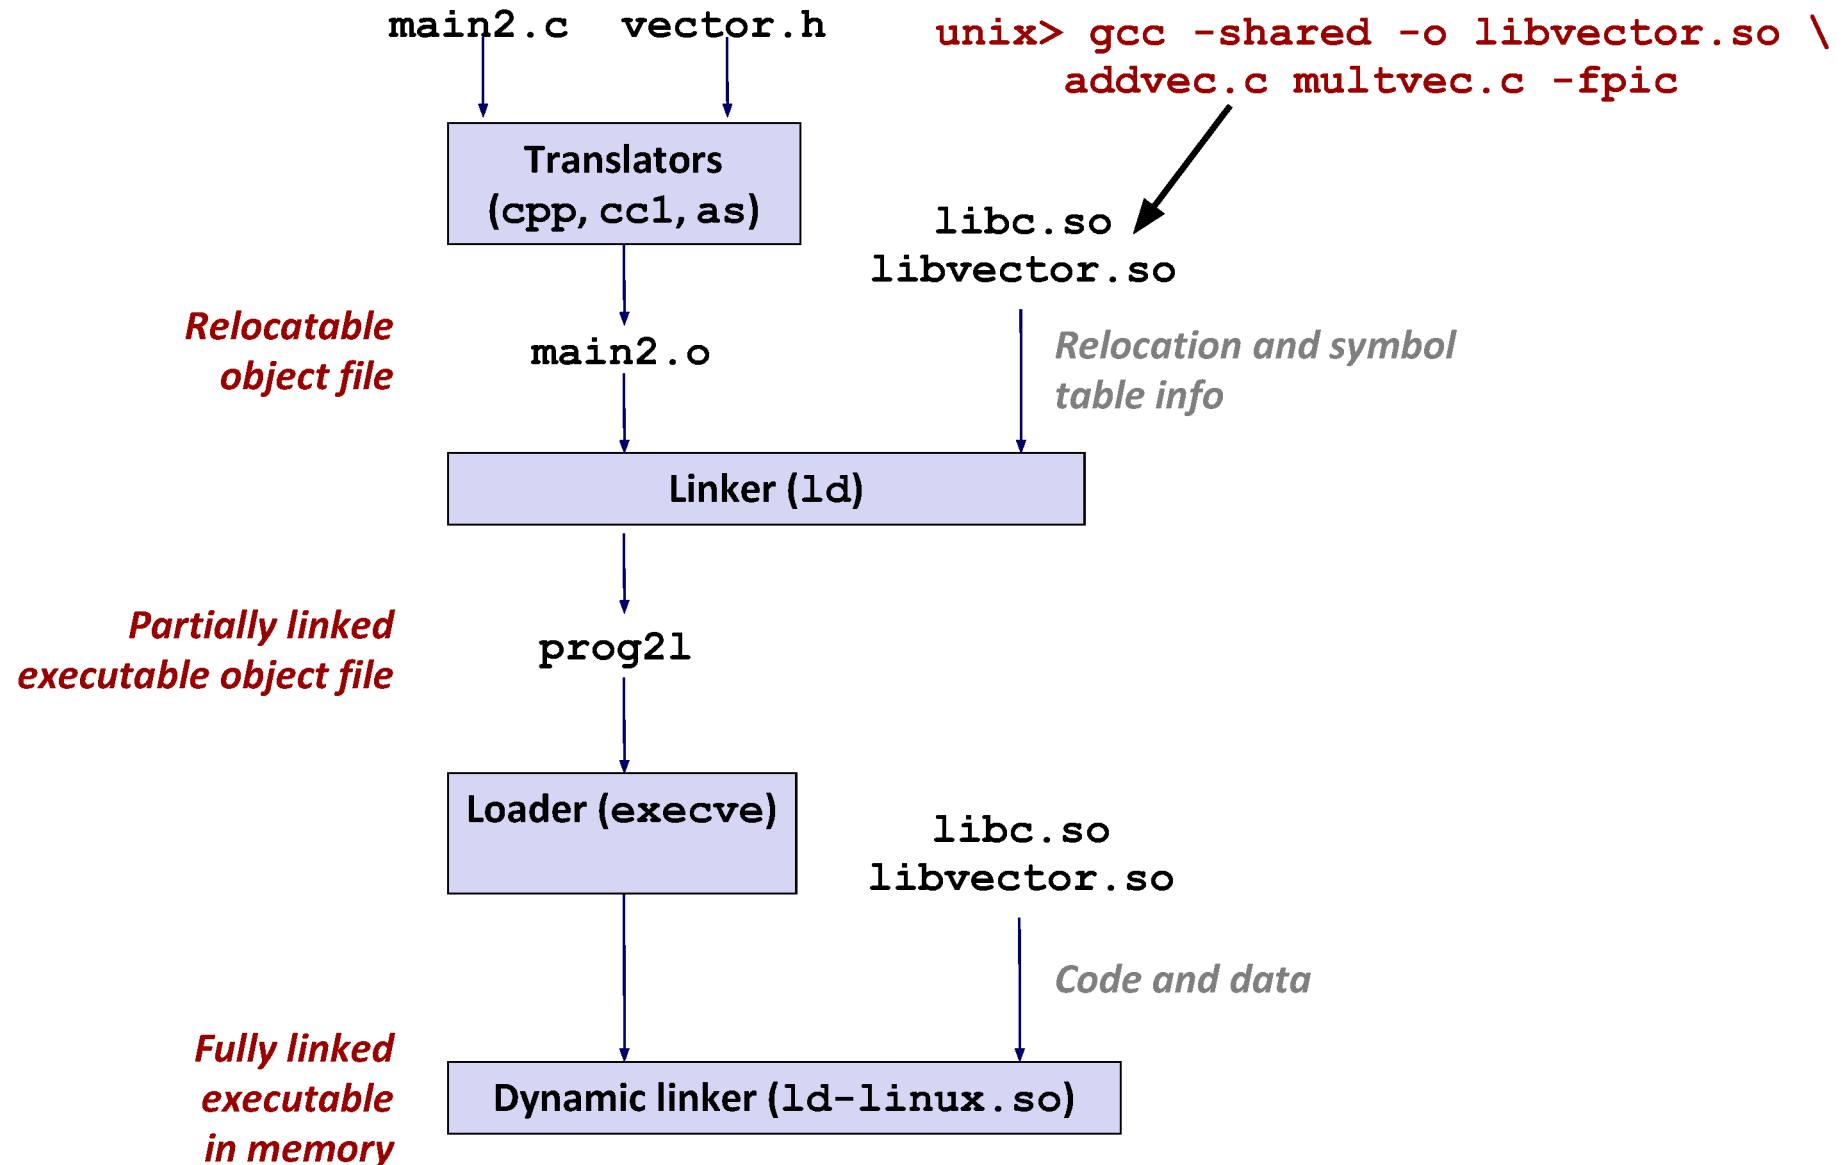 main2.c vector.h
unix> gcc -shared -o libvector.so \
addvec.c multvec.c -fpic
Translators
(cpp, cc1, as)
libc.so
libvector.so
Relocatable
object file
main2.o
Relocation and symbol
table info
Linker (ld)
Partially linked
executable object file
prog2l
Loader (execve)
libc.so
libvector.so
Code and data
Fully linked
executable
in memory
Dynamic linker (ld-linux.so)